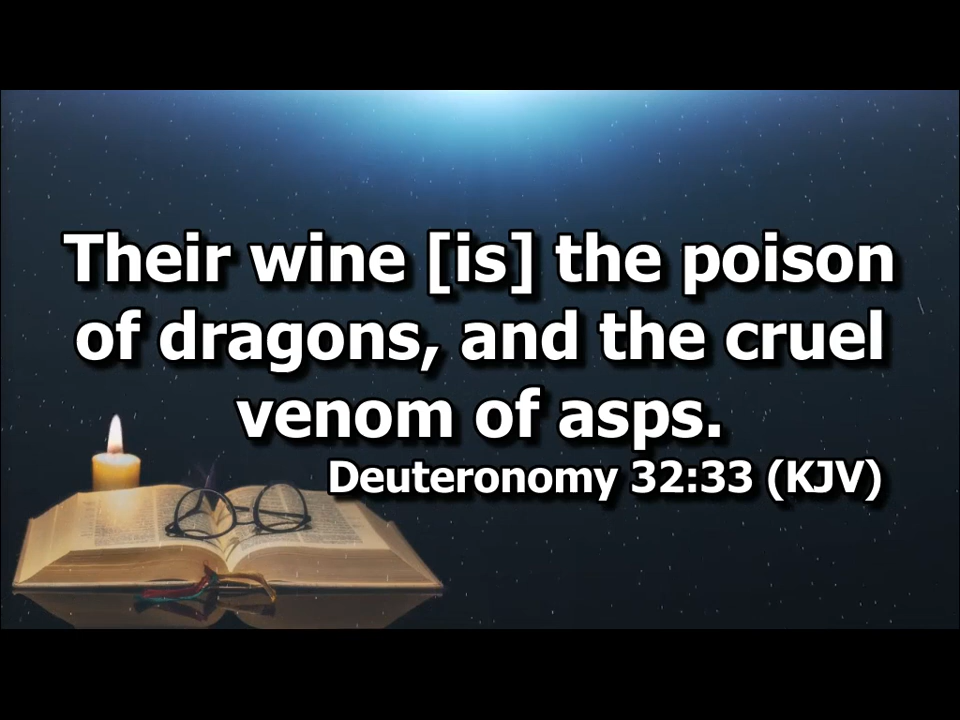 Their wine [is] the poison
of dragons, and the cruel
venom of asps.
Deuteronomy 32:33 (KJV)